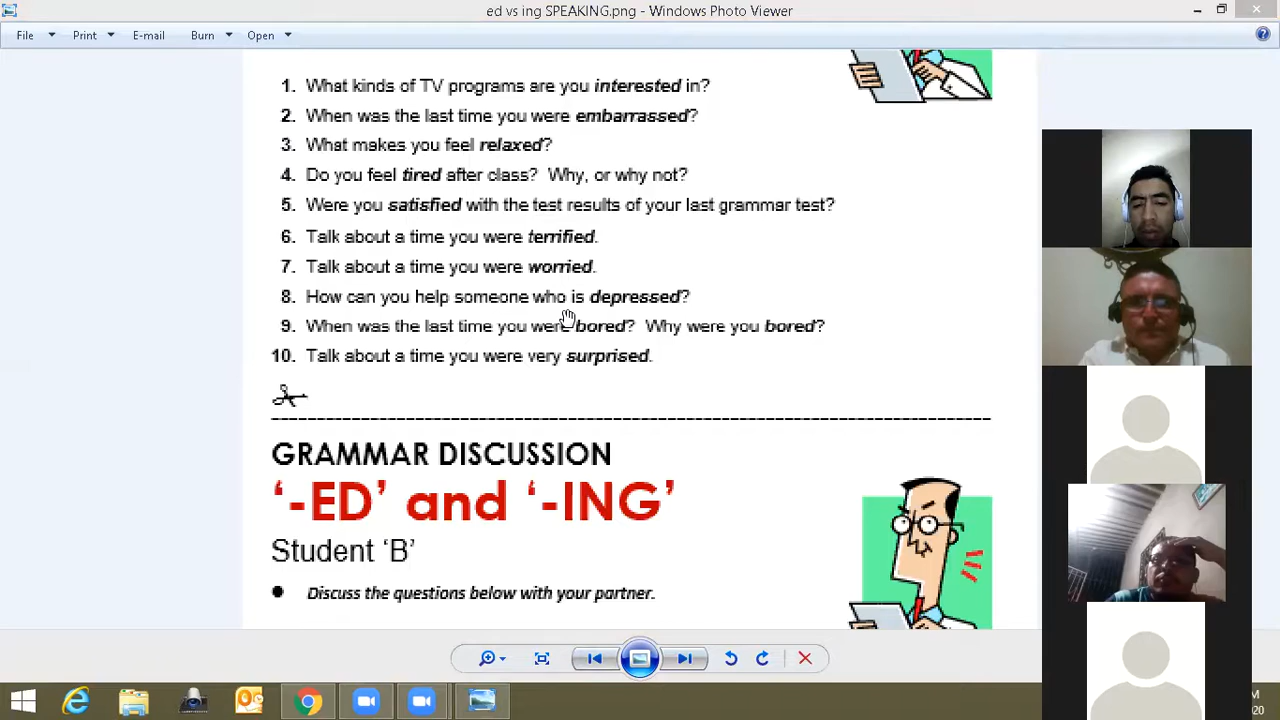 ed vs ing SPEAKING.png - Windows Photo Viewer
File Print E-mail Burn Open
1. What kinds of TV programs are you interested in?
2. When was the last time you were embarrassed?
3. What makes you feel relaxed?
4. Do you feel tired after class? Why, or why not?
5. Were you satisfied with the test results of your last grammar test?
6. Talk about a time you were terrified.
7. Talk about a time you were worried.
8. How can you help someone who is depressed?
9. When was the last time you were bored? Why were you bored?
10. Talk about a time you were very surprised.
GRAMMAR DISCUSSION
‘-ED’ and ‘-ING’
Student ‘B’
● Discuss the questions below with your partner.
M
020